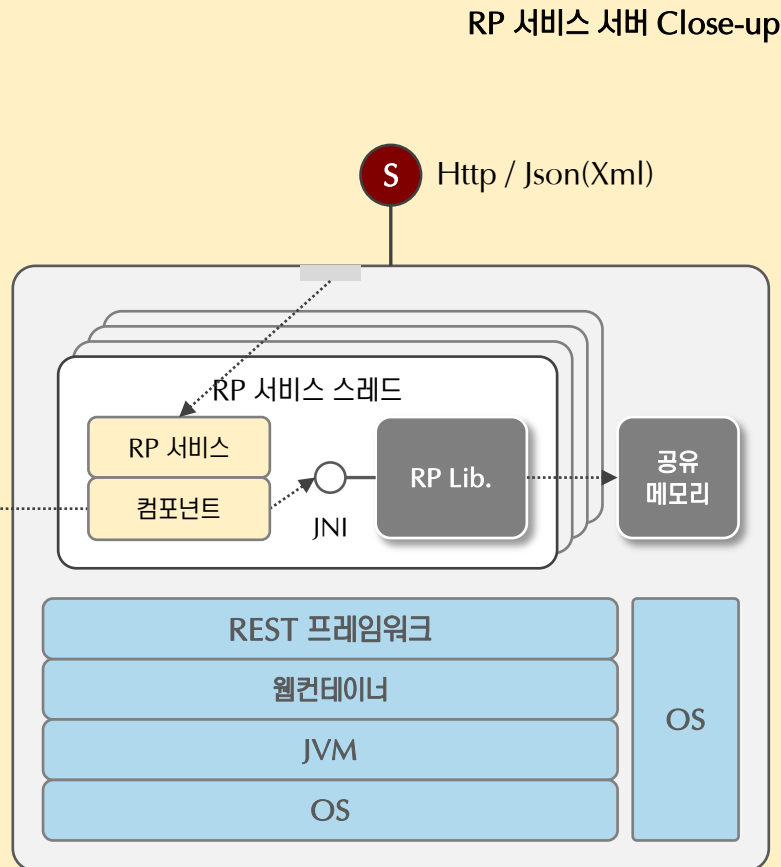 RP 서비스 서버 Close-up
S
Http / Json(Xml)
RP 서비스 스레드
RP 서비스
컴포넌트
JNI
RP Lib.
공유
메모리
REST 프레임워크
웹컨테이너
JVM
OS
OS